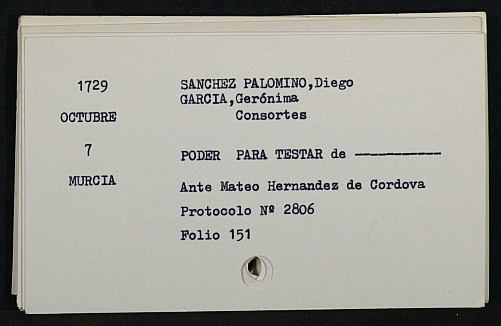 1729
OCTUBRE
7
MURCIA
SANCHEZ PALOMINO,Diego
GARCIA,Gerónima
Consortes
PODER PARA TESTAR de -----------
Ante Mateo Hernandez de Cordova
Protocolo Nº 2806
Folio 151